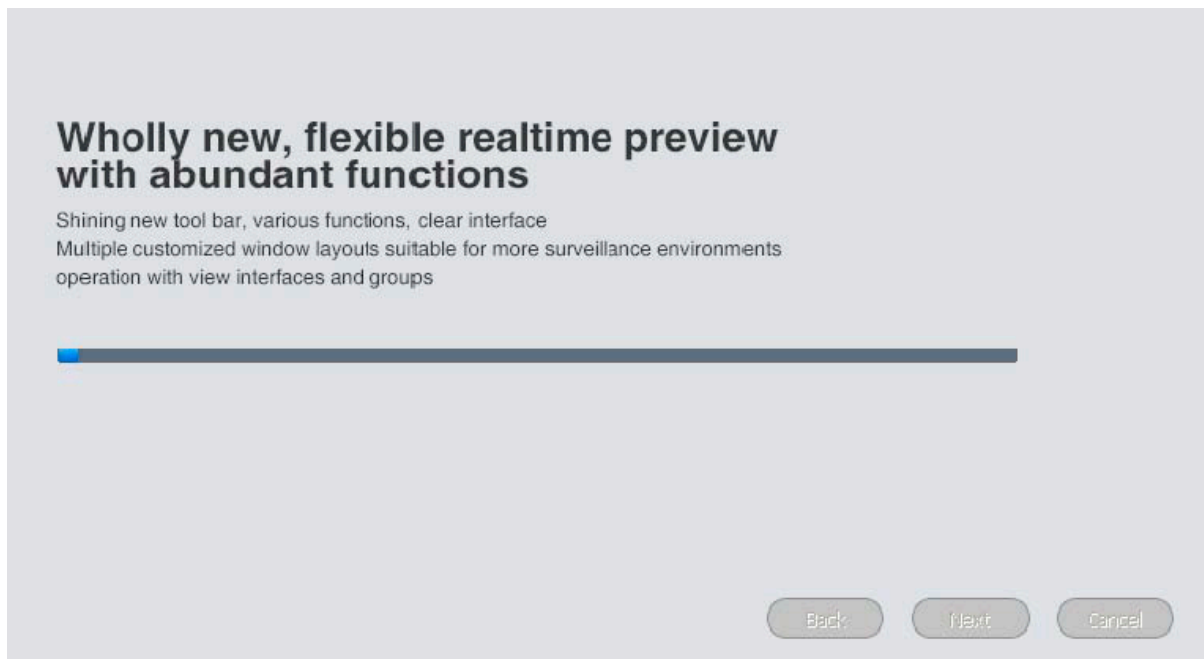 Wholly new, flexible realtime preview
with abundant functions
Shining new tool bar, various functions, clear interface
Multiple customized window layouts suitable for more surveillance environments
operation with view interfaces and groups
Back
Next
Cancel